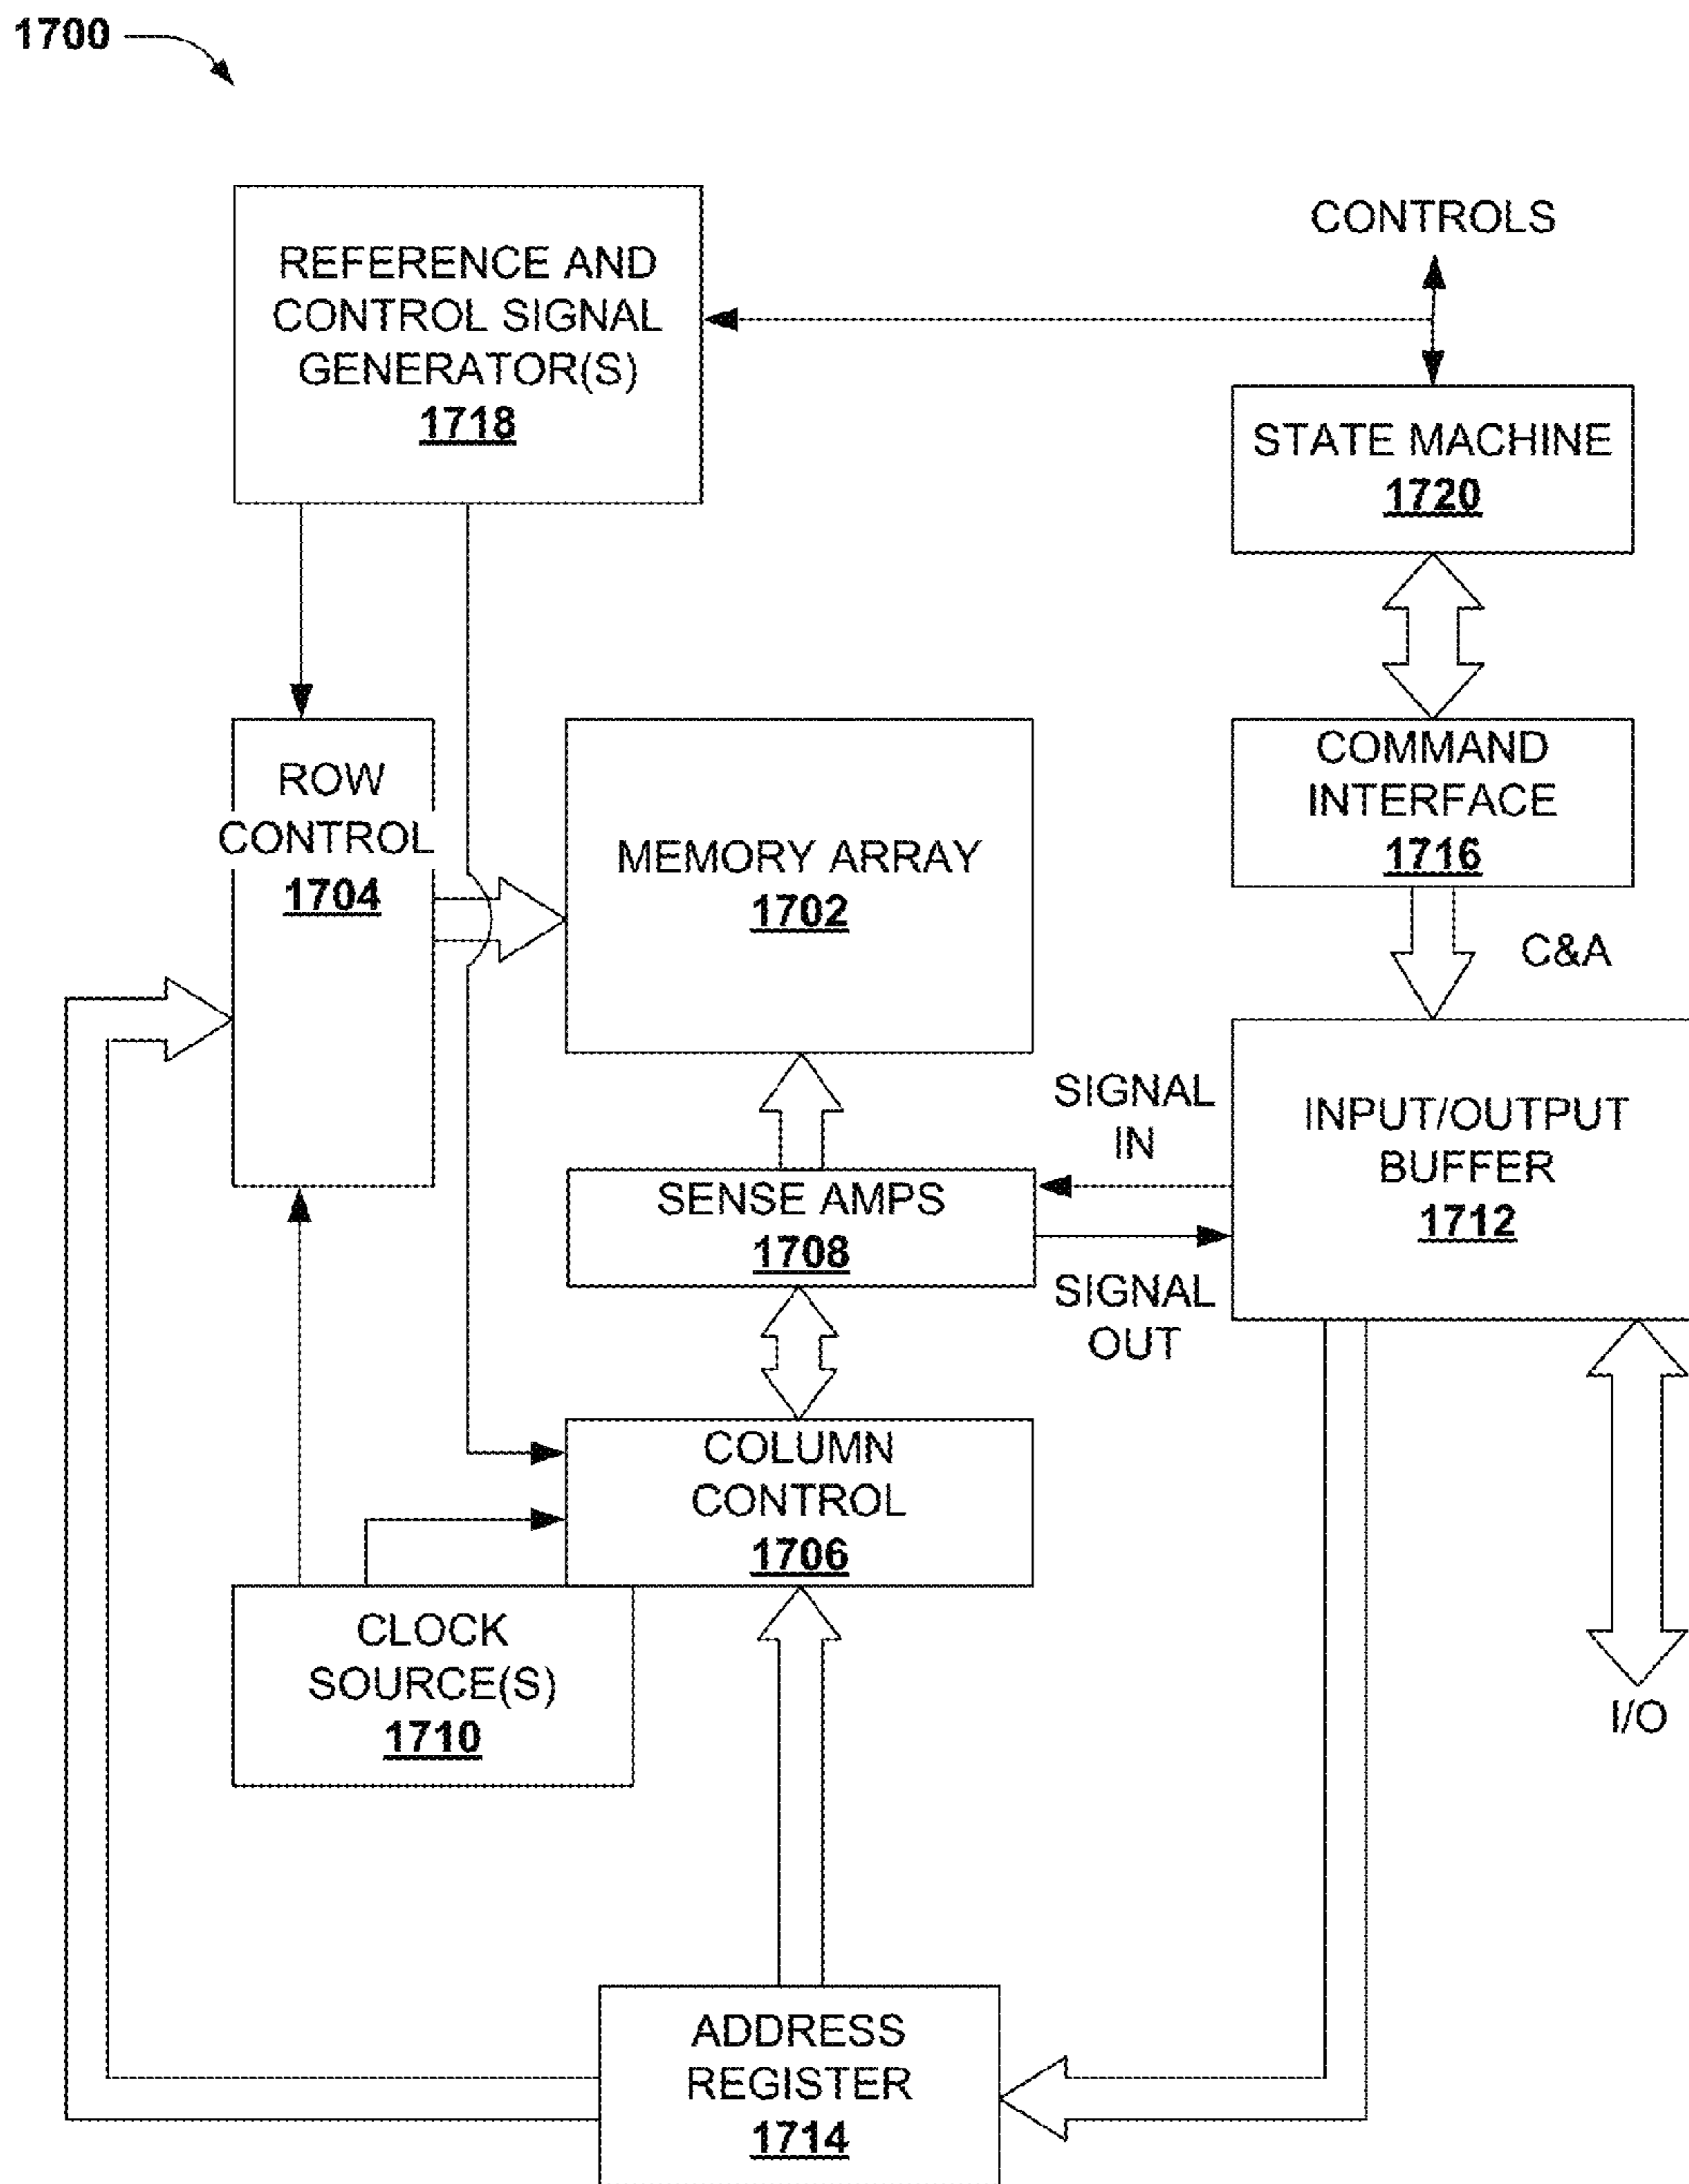 1700
REFERENCE AND
CONTROL SIGNAL
GENERATOR(S)
1718
CONTROLS
STATE MACHINE
1720
ROW
CONTROL
1704
MEMORY ARRAY
1702
COMMAND
INTERFACE
1716
C&A
SIGNAL
IN
INPUT/OUTPUT
BUFFER
1712
SENSE AMPS
1708
SIGNAL
OUT
COLUMN
CONTROL
1706
CLOCK
SOURCE(S)
1710
I/O
ADDRESS
REGISTER
1714